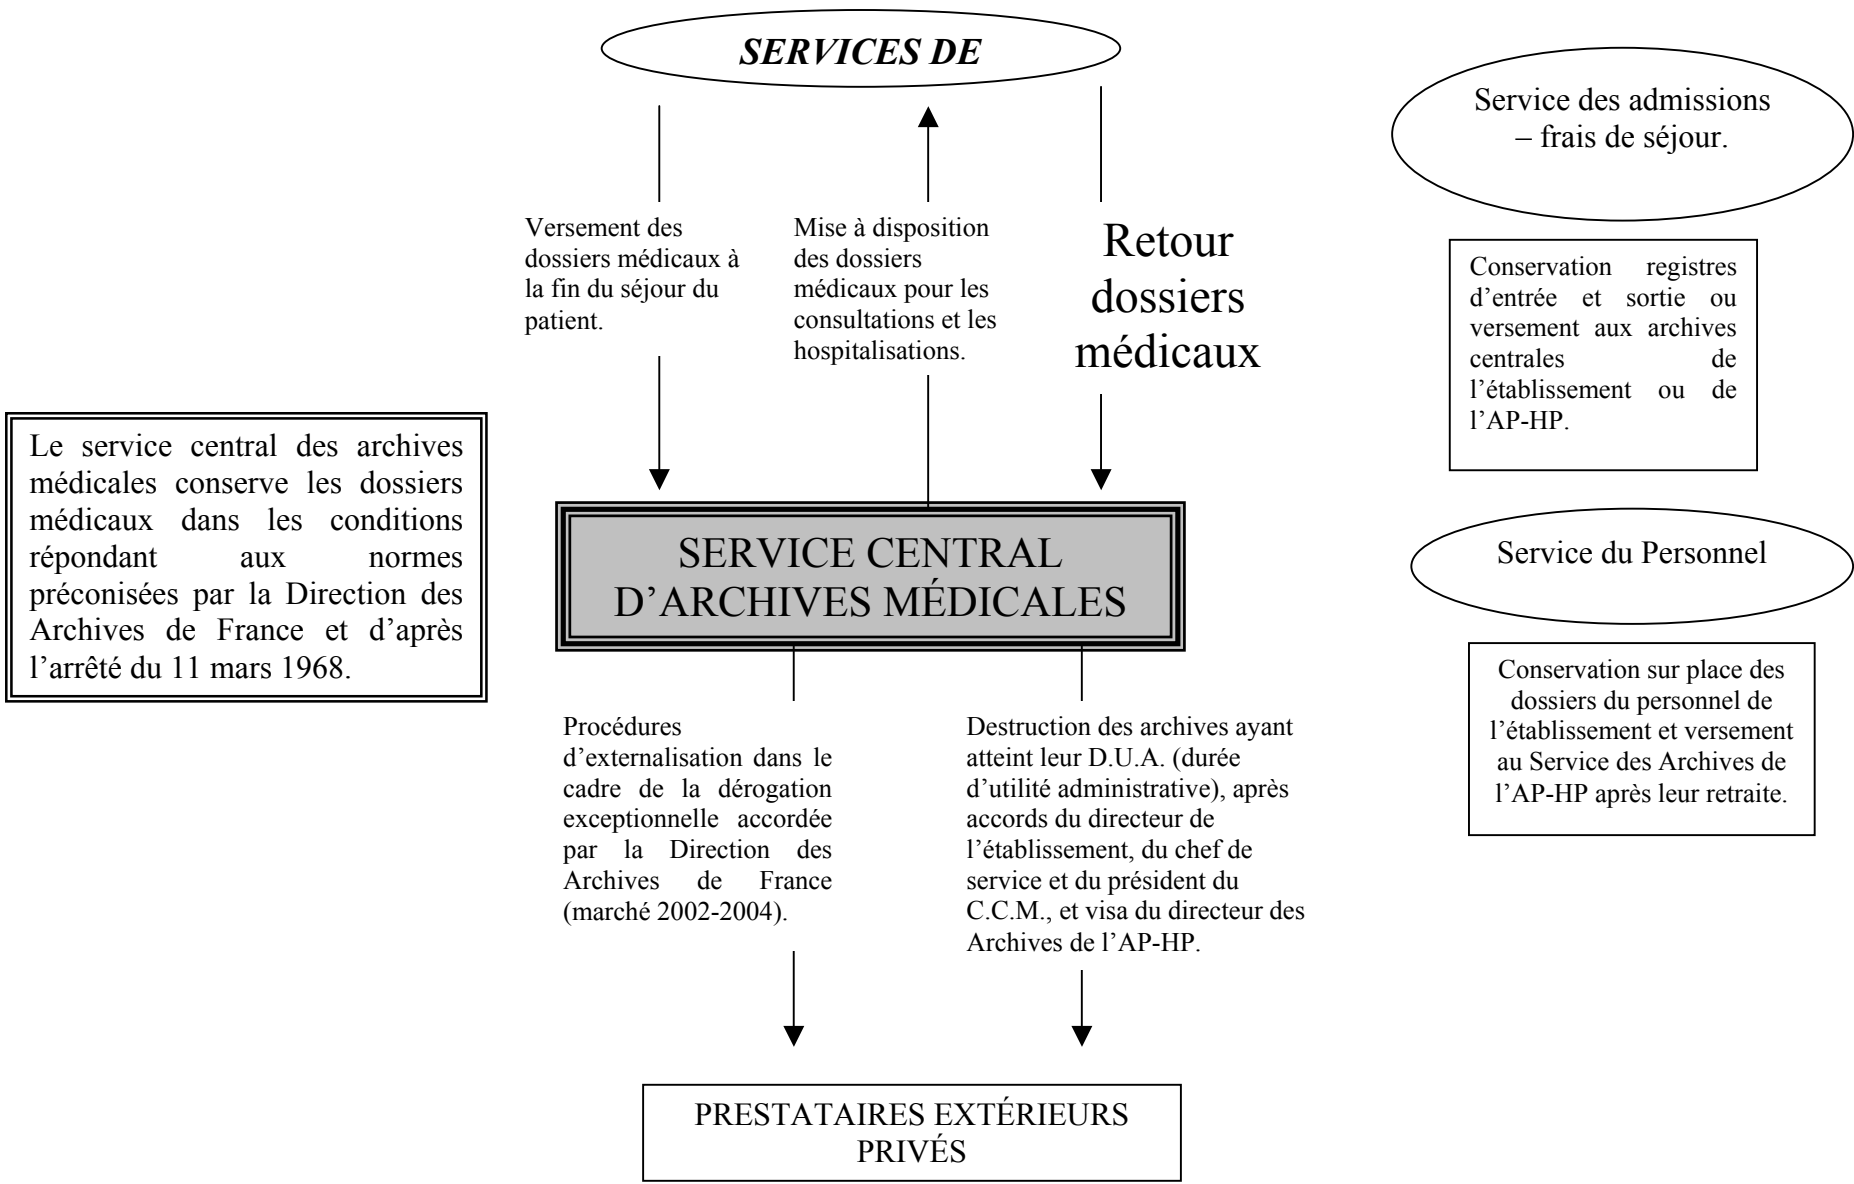 SERVICES DE
Service des admissions
– frais de séjour.
Versement des
dossiers médicaux à
la fin du séjour du
patient.
Mise à disposition
des dossiers
médicaux pour les
consultations et les
hospitalisations.
Retour
dossiers
médicaux
Conservation registres
d’entrée et sortie ou
versement aux archives
centrales de
l’établissement ou de
l’AP-HP.
Le service central des archives
médicales conserve les dossiers
médicaux dans les conditions
répondant aux normes
préconisées par la Direction des
Archives de France et d’après
l’arrêté du 11 mars 1968.
SERVICE CENTRAL
D’ARCHIVES MÉDICALES
Service du Personnel
Conservation sur place des
dossiers du personnel de
l’établissement et versement
au Service des Archives de
l’AP-HP après leur retraite.
Procédures
d’externalisation dans le
cadre de la dérogation
exceptionnelle accordée
par la Direction des
Archives de France
(marché 2002-2004).
Destruction des archives ayant
atteint leur D.U.A. (durée
d’utilité administrative), après
accords du directeur de
l’établissement, du chef de
service et du président du
C.C.M., et visa du directeur des
Archives de l’AP-HP.
PRESTATAIRES EXTÉRIEURS
PRIVÉS